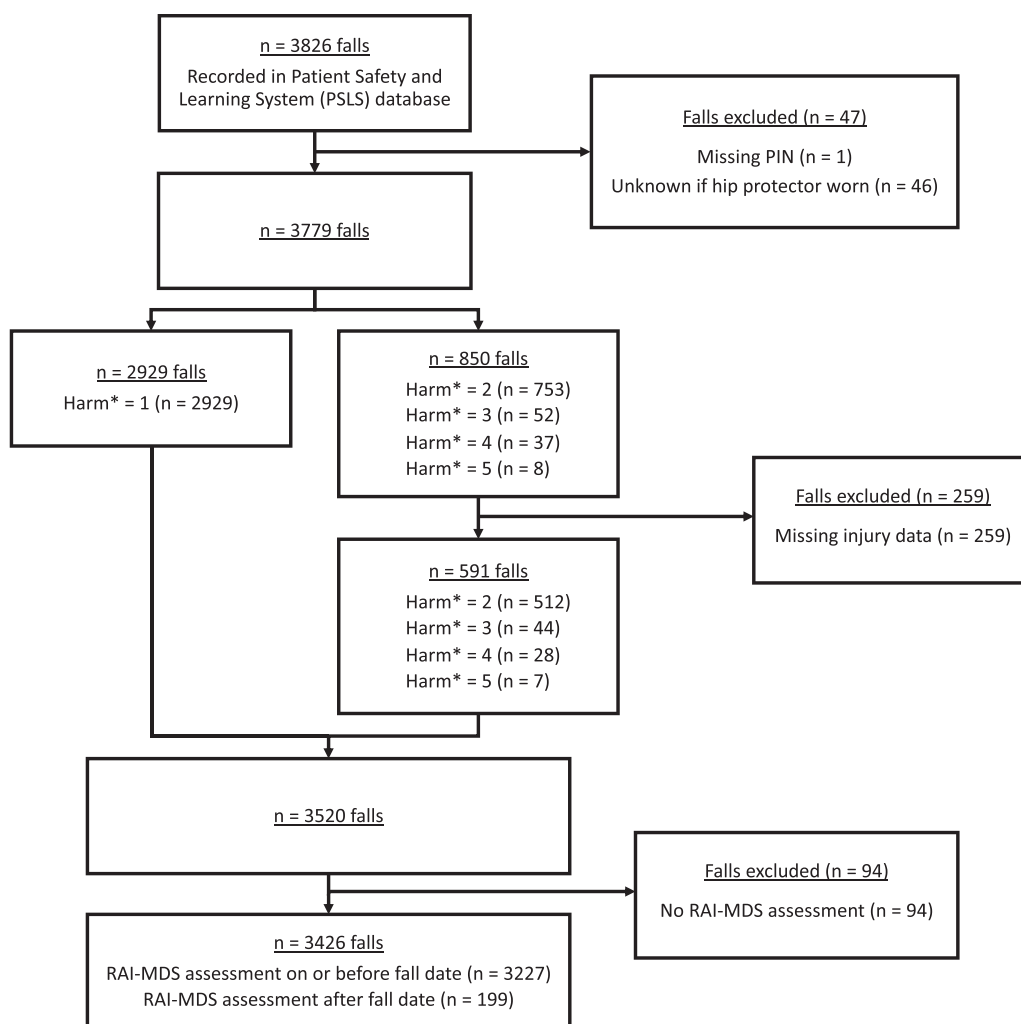 n = 3826 falls
Recorded in Patient Safety and
Learning System (PSLS) database
Falls excluded (n = 47)
Missing PIN (n = 1)
Unknown if hip protector worn (n = 46)
n = 3779 falls
n = 2929 falls
Harm* = 1 (n = 2929)
n = 850 falls
Harm* = 2 (n = 753)
Harm* = 3 (n = 52)
Harm* = 4 (n = 37)
Harm* = 5 (n = 8)
Falls excluded (n = 259)
Missing injury data (n = 259)
n = 591 falls
Harm* = 2 (n = 512)
Harm* = 3 (n = 44)
Harm* = 4 (n = 28)
Harm* = 5 (n = 7)
n = 3520 falls
Falls excluded (n = 94)
No RAI-MDS assessment (n = 94)
n = 3426 falls
RAI-MDS assessment on or before fall date (n = 3227)
RAI-MDS assessment after fall date (n = 199)